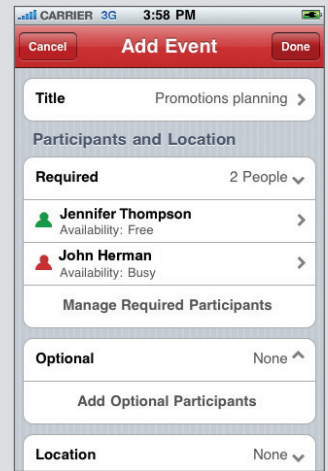 CARRIER 3G 3:58 PM
Cancel Add Event Done
Title Promotions planning
Participants and Location
Required 2 People
Jennifer Thompson
Availability: Free
John Herman
Availability: Busy
Manage Required Participants
Optional None
Add Optional Participants
Location None